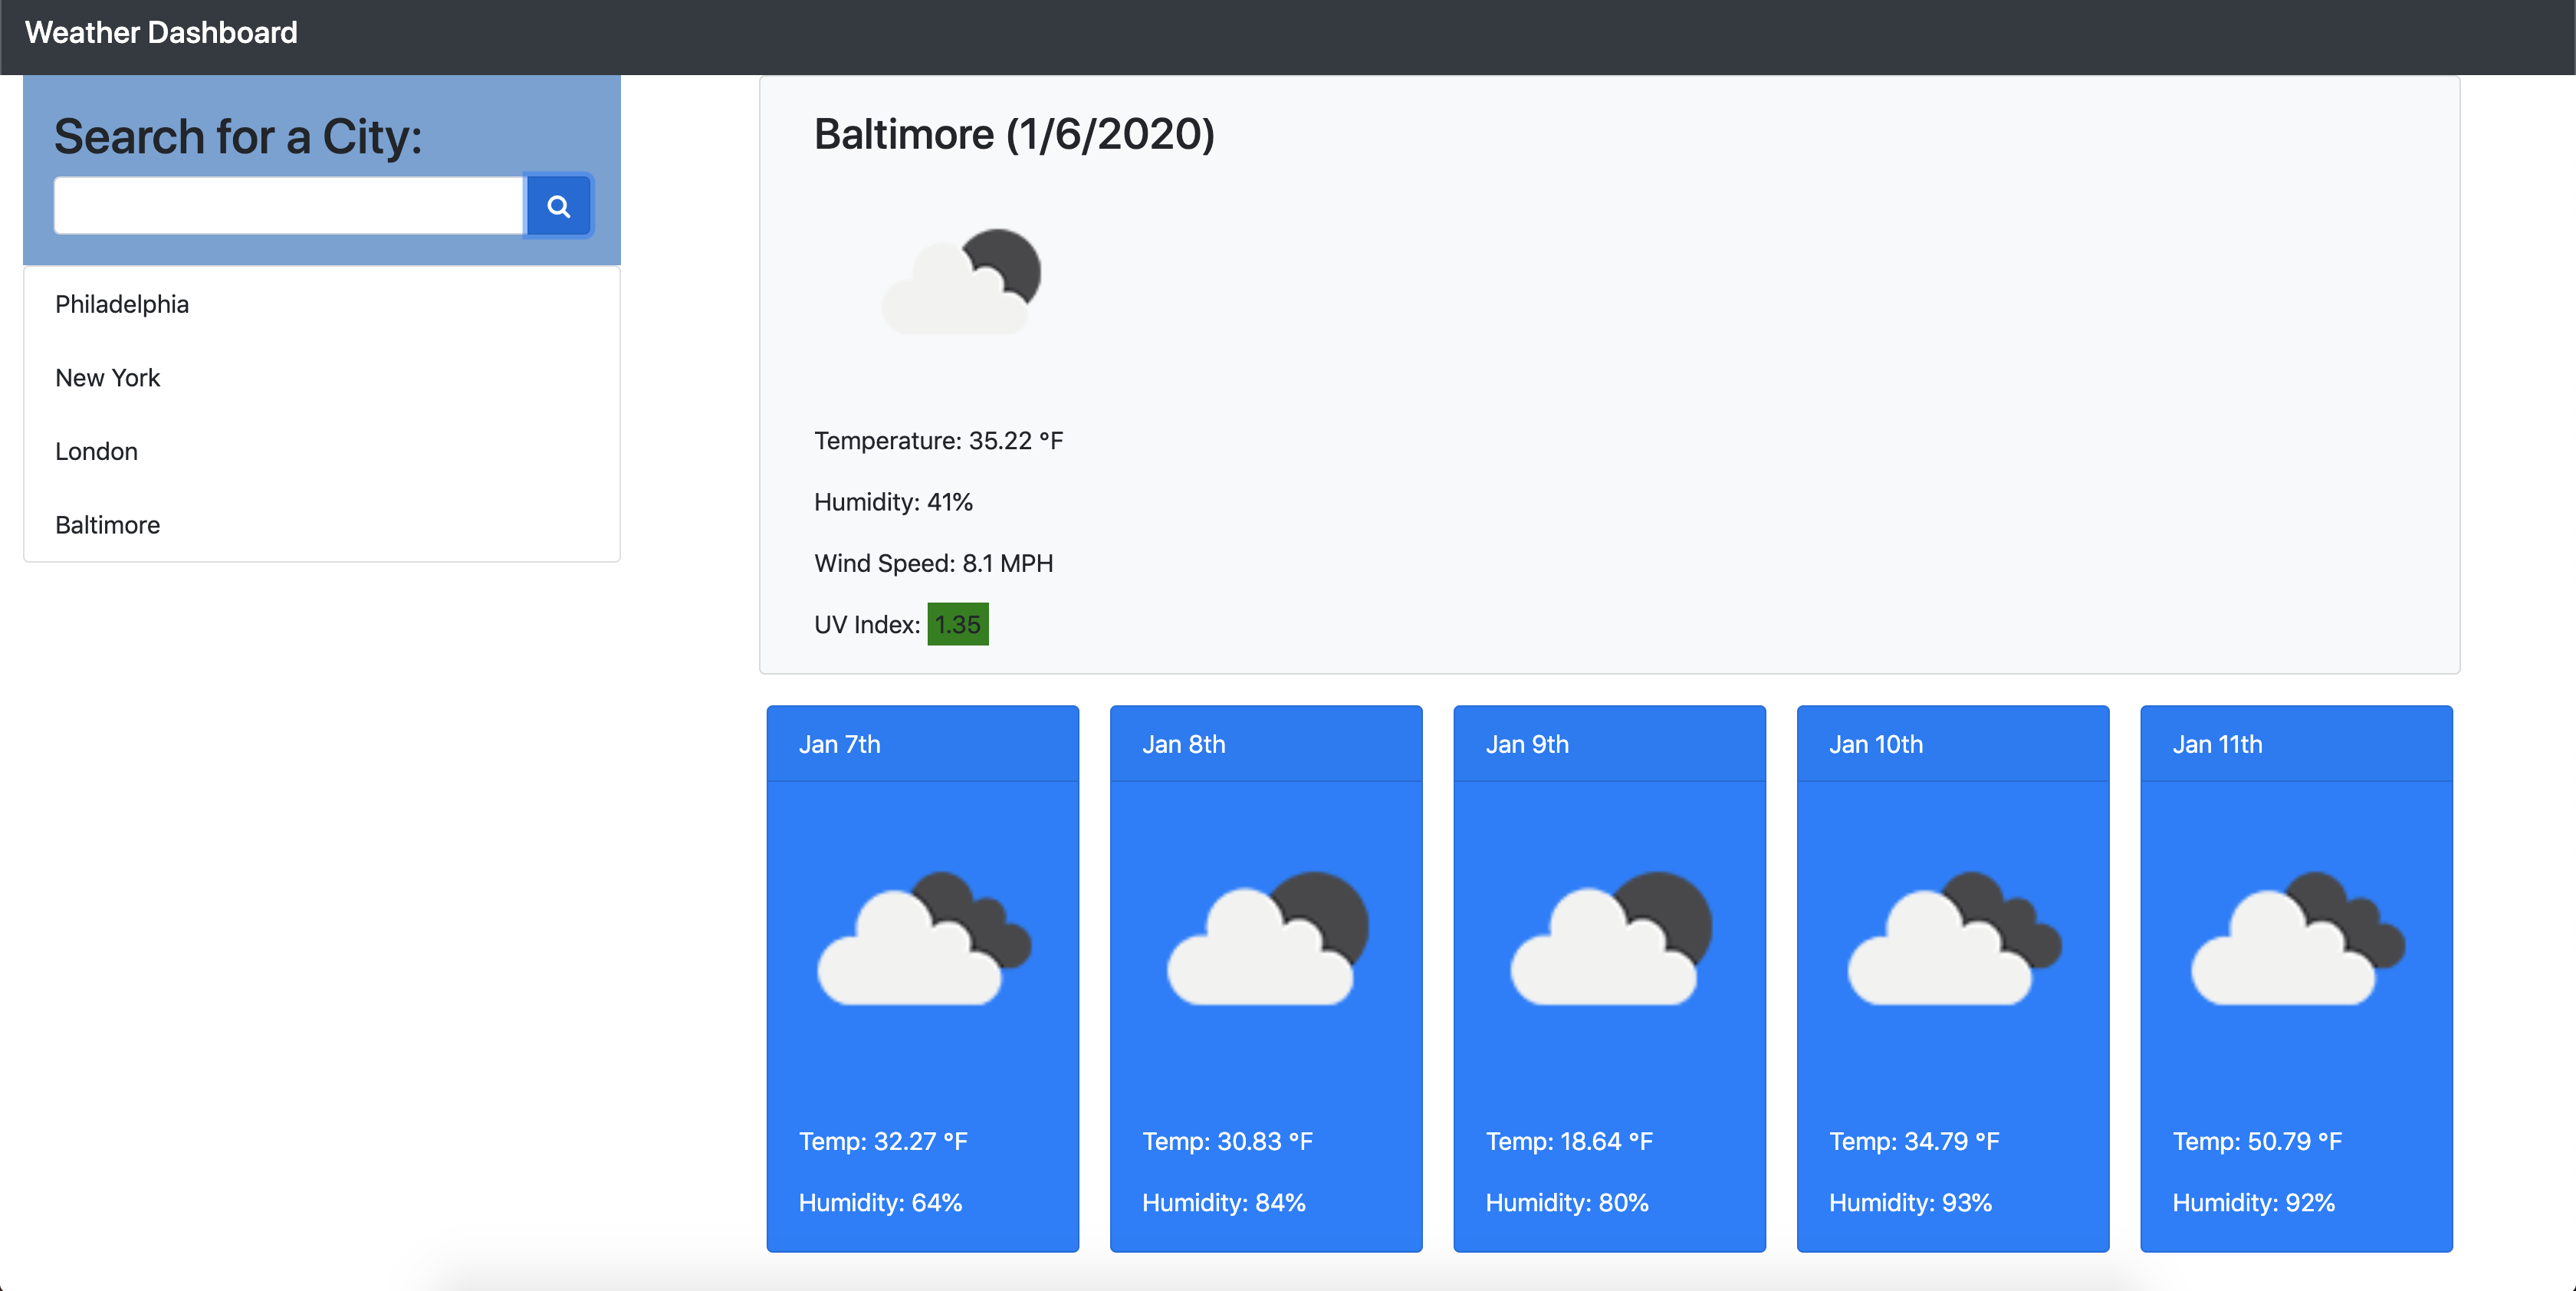 Weather Dashboard
Search for a City:
Philadelphia
New York
London
Baltimore
Baltimore (1/6/2020)
Temperature: 35.22 °F
Humidity: 41%
Wind Speed: 8.1 MPH
UV Index: 1.35
Jan 7th
Temp: 32.27 °F
Humidity: 64%
Jan 8th
Temp: 30.83 °F
Humidity: 84%
Jan 9th
Temp: 18.64 °F
Humidity: 80%
Jan 10th
Temp: 34.79 °F
Humidity: 93%
Jan 11th
Temp: 50.79 °F
Humidity: 92%